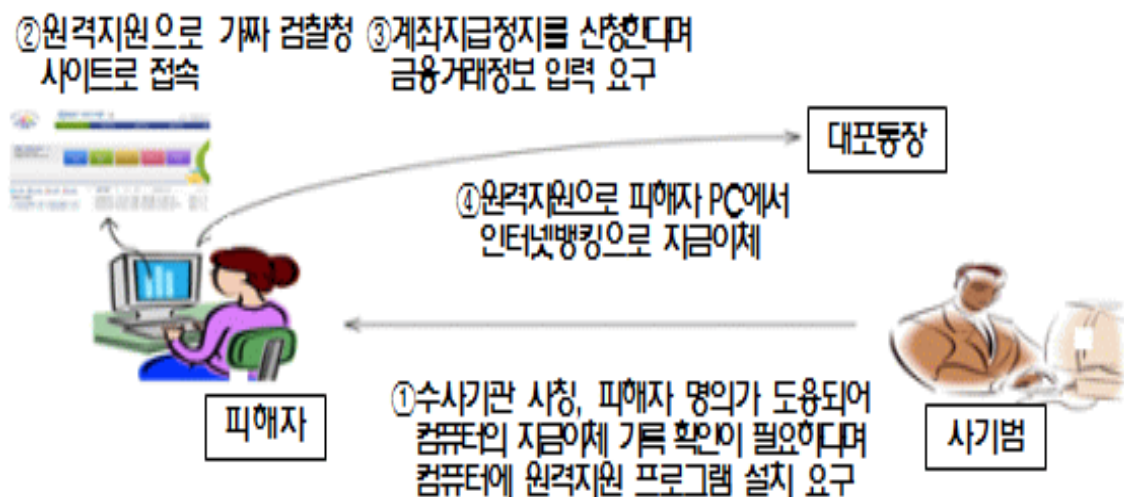 ②원격지원으로 가짜 검찰청
사이트로 접속
③계좌지급정지를 신청한다며
금융거래정보 입력 요구
대포통장
④원격지원으로 피해자 PC에서
인터넷뱅킹으로 자금이체
①수사기관 사칭, 피해자 명의가 도용되어
컴퓨터의 자금이체 기록 확인이 필요하다며
컴퓨터에 원격지원 프로그램 설치 요구
피해자
사기범